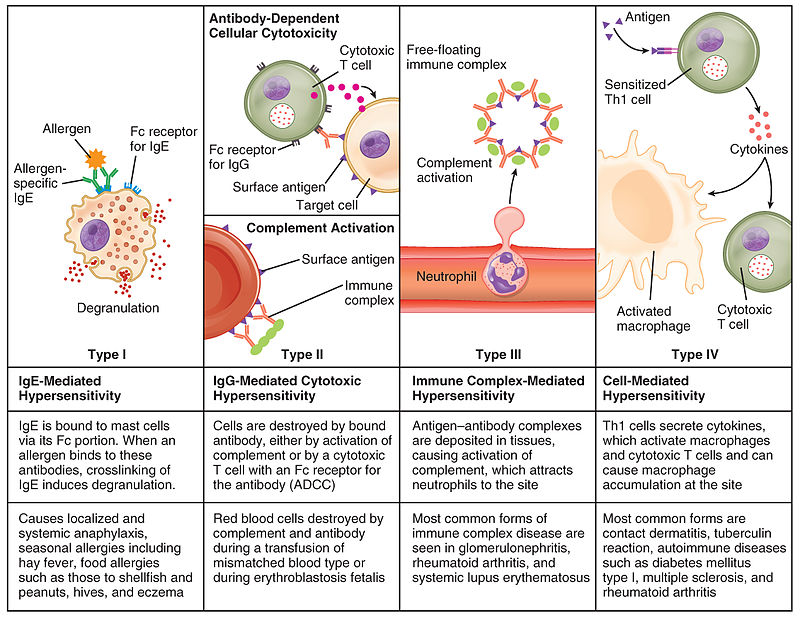 Allergen
Fc receptor
for IgE
Allergen-
specific
IgE
Degranulation
Type I
Antibody-Dependent
Cellular Cytotoxicity
Cytotoxic
T cell
Fc receptor
for IgG
Surface antigen
Target cell
Complement Activation
Surface antigen
Immune
complex
Type II
Free-floating
immune complex
Complement
activation
Neutrophil
Type III
Antigen
Sensitized
Th1 cell
Cytokines
Activated
macrophage
Cytotoxic
T cell
Type IV
IgE-Mediated
Hypersensitivity
IgG-Mediated Cytotoxic
Hypersensitivity
Immune Complex-Mediated
Hypersensitivity
Cell-Mediated
Hypersensitivity
IgE is bound to mast cells
via its Fc portion. When an
allergen binds to these
antibodies, crosslinking of
IgE induces degranulation.
Cells are destroyed by bound
antibody, either by activation of
complement or by a cytotoxic
T cell with an Fc receptor for
the antibody (ADCC)
Antigen–antibody complexes
are deposited in tissues,
causing activation of
complement, which attracts
neutrophils to the site
Th1 cells secrete cytokines,
which activate macrophages
and cytotoxic T cells and can
cause macrophage
accumulation at the site
Causes localized and
systemic anaphylaxis,
seasonal allergies including
hay fever, food allergies
such as those to shellfish and
peanuts, hives, and eczema
Red blood cells destroyed by
complement and antibody
during a transfusion of
mismatched blood type or
during erythroblastosis fetalis
Most common forms of
immune complex disease are
seen in glomerulonephritis,
rheumatoid arthritis, and
systemic lupus erythematosus
Most common forms are
contact dermatitis, tuberculin
reaction, autoimmune diseases
such as diabetes mellitus
type I, multiple sclerosis, and
rheumatoid arthritis